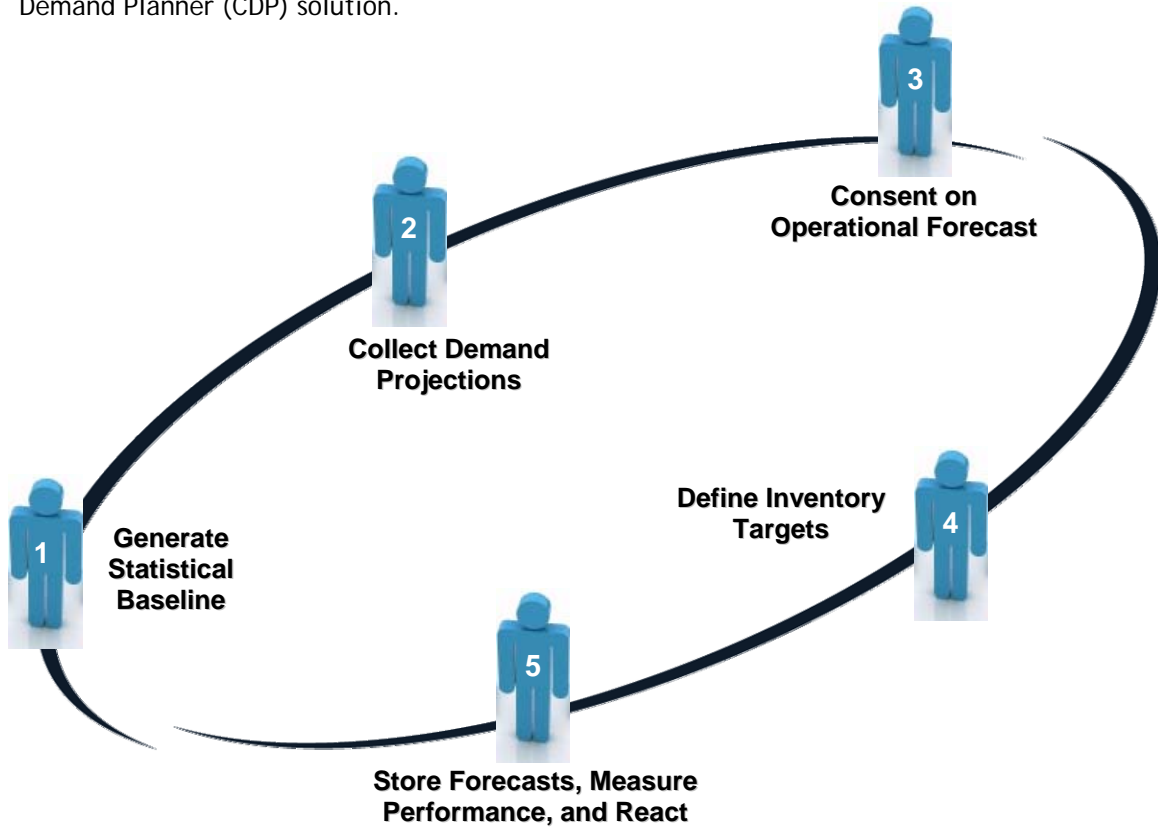 Demand Planner (CDP) solution.
3
Consent on
Operational Forecast
2
Collect Demand
Projections
1
Generate
Statistical
Baseline
Define Inventory
Targets
4
5
Store Forecasts, Measure
Performance, and React